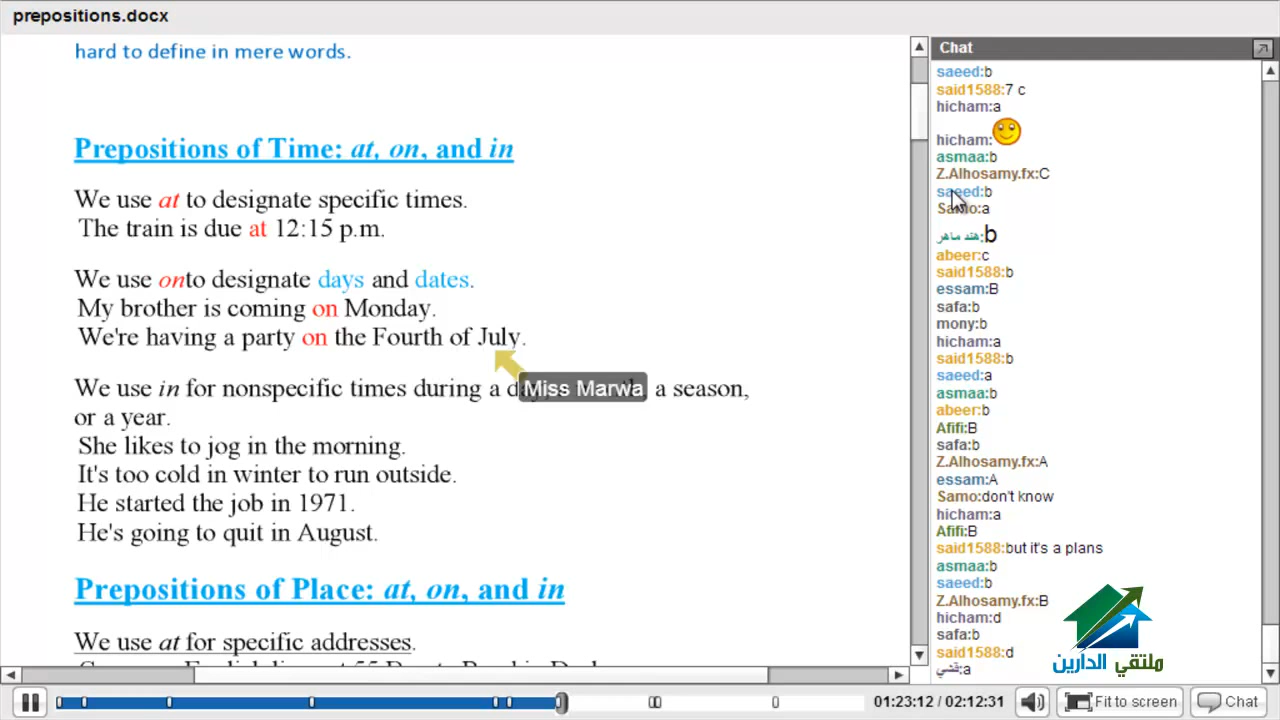 prepositions.docx
hard to define in mere words.
Prepositions of Time: at, on, and in
We use at to designate specific times.
The train is due at 12:15 p.m.
We use onto designate days and dates.
My brother is coming on Monday.
We're having a party on the Fourth of July.
We use in for nonspecific times during a day, a season,
Miss Marwa
or a year.
She likes to jog in the morning.
It's too cold in winter to run outside.
He started the job in 1971.
He's going to quit in August.
Prepositions of Place: at, on, and in
We use at for specific addresses.
Chat
saeed:b
said1588:7 c
hicham:a
hicham:
asmaa:b
Z.Alhosamy.fx:C
saeed:b
Samo:a
هند ماهر:b
abeer:c
said1588:b
essam:B
safa:b
mony:b
hicham:a
said1588:b
saeed:a
asmaa:b
abeer:b
Afifi:B
safa:b
Z.Alhosamy.fx:A
essam:A
Samo:don't know
hicham:a
Afifi:B
said1588:but it's a plans
asmaa:b
saeed:b
Z.Alhosamy.fx:B
hicham:d
safa:b
said1588:d
قشي:a
ملتقي الدارين
01:23:12 / 02:12:31
Fit to screen
Chat